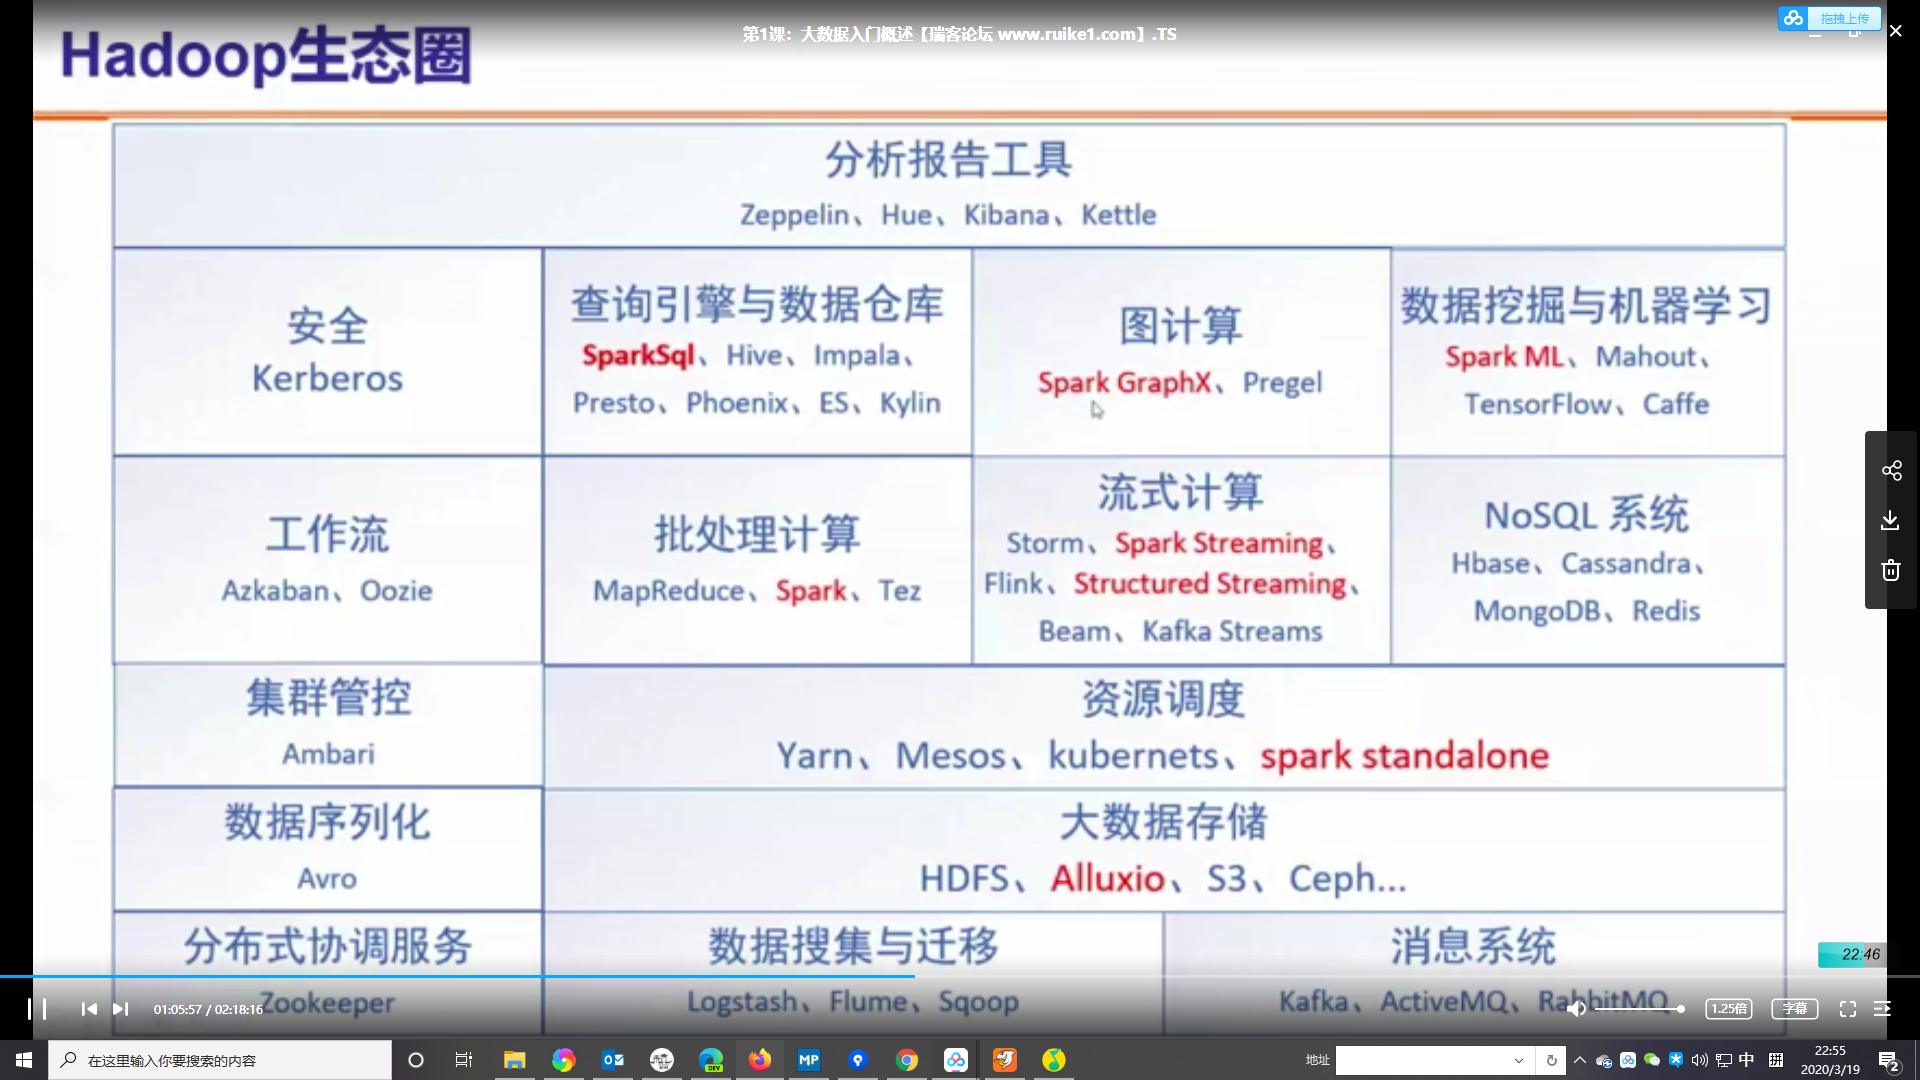 第1课：大数据入门概述【瑞客论坛 www.ruike1.com】.TS
拖拽上传
Hadoop生态圈
分析报告工具
Zeppelin、Hue、Kibana、Kettle
安全
Kerberos
查询引擎与数据仓库
SparkSql、Hive、Impala、
Presto、Phoenix、ES、Kylin
图计算
Spark GraphX、Pregel
数据挖掘与机器学习
Spark ML、Mahout、
TensorFlow、Caffe
工作流
Azkaban、Oozie
批处理计算
MapReduce、Spark、Tez
流式计算
Storm、Spark Streaming、
Flink、Structured Streaming、
Beam、Kafka Streams
NoSQL 系统
Hbase、Cassandra、
MongoDB、Redis
集群管控
Ambari
资源调度
Yarn、Mesos、kubernets、spark standalone
数据序列化
Avro
大数据存储
HDFS、Alluxio、S3、Ceph...
分布式协调服务
Zookeeper
数据搜集与迁移
Logstash、Flume、Sqoop
消息系统
Kafka、ActiveMQ、RabbitMQ
22:46
01:05:57 / 02:18:16
1.25倍
字幕
在这里输入你要搜索的内容
DEV
MP
地址
中
拼
22:55
2020/3/19
2